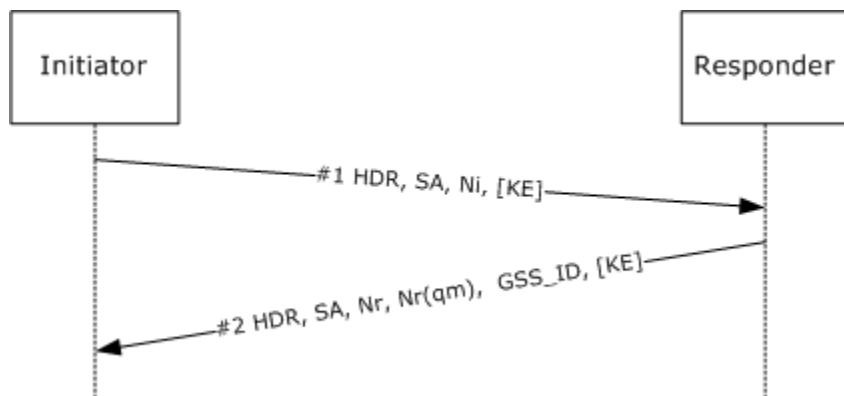 Initiator
Responder
#1 HDR, SA, Ni, [KE]
#2 HDR, SA, Nr, Nr(qm), GSS_ID, [KE]